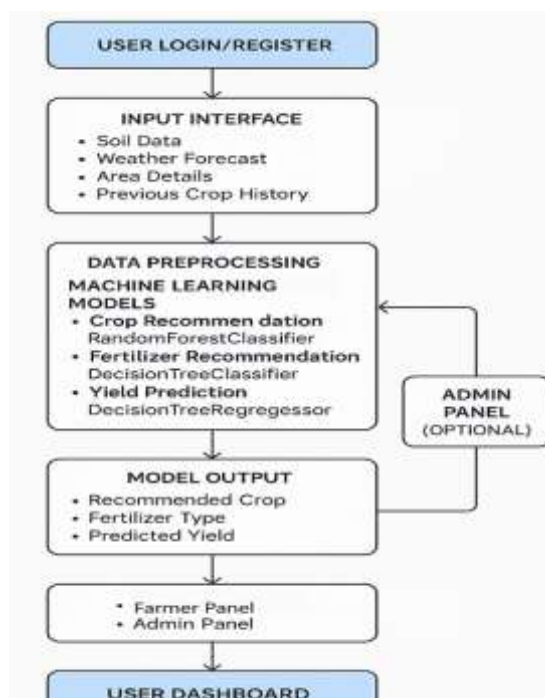 USER LOGIN/REGISTER
INPUT INTERFACE
• Soil Data
• Weather Forecast
• Area Details
• Previous Crop History
DATA PREPROCESSING
MACHINE LEARNING
MODELS
• Crop Recommen dation
RandomForestClassifier
• Fertilizer Recommendation
DecisionTreeClassifier
• Yield Prediction
DecisionTreeRegregessor
ADMIN
PANEL
(OPTIONAL)
MODEL OUTPUT
• Recommended Crop
• Fertilizer Type
• Predicted Yield
• Farmer Panel
• Admin Panel
USER DASHBOARD